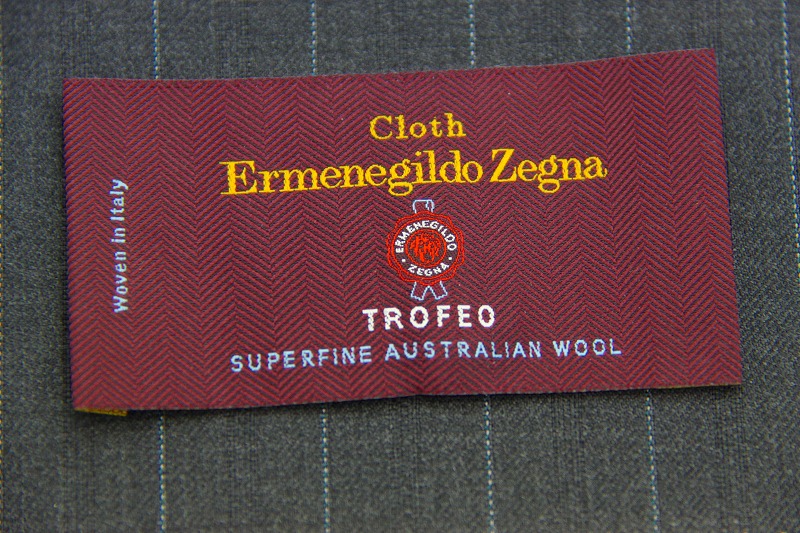 Cloth
Ermenegildo Zegna
Woven in Italy
ERMENEGILDO
ZEGNA
TROFEO
SUPERFINE AUSTRALIAN WOOL